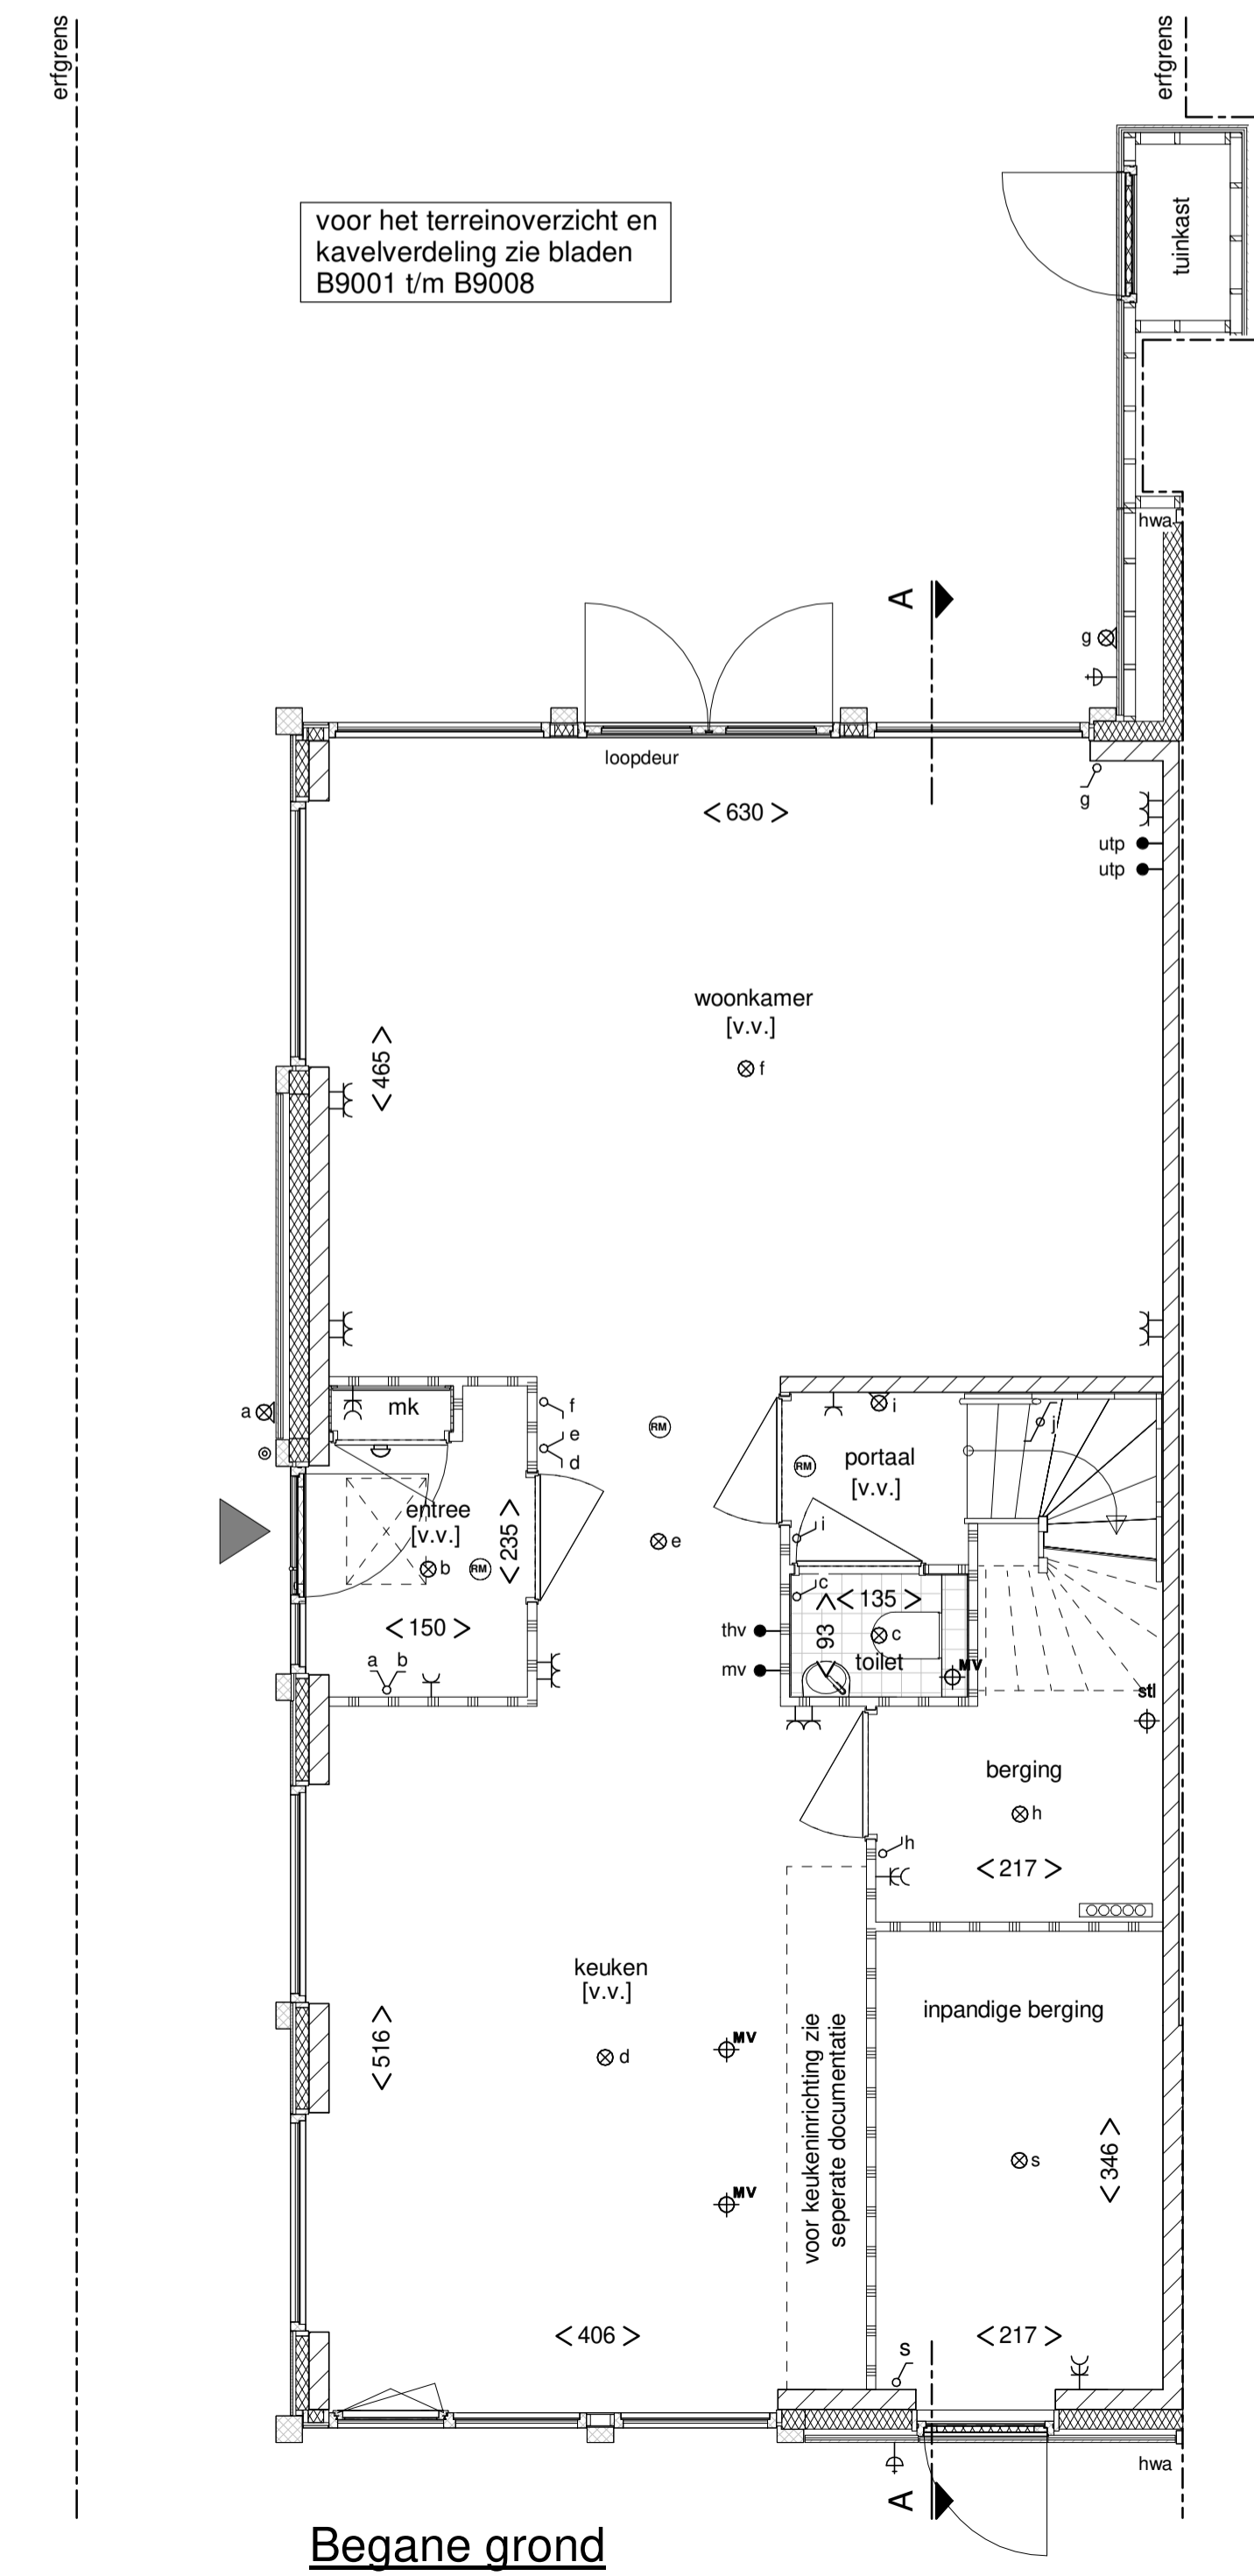 erfgrens
erfgrens
voor het terreinoverzicht en
kavelverdeling zie bladen
B9001 t/m B9008
tuinkast
hwa
A
g
loopdeur
g
< 630 >
utp
utp
woonkamer
[v.v.]
f
< 465 >
a
mk
f
e
d
RM
i
j
portaal
[v.v.]
RM
entree
[v.v.]
b
RM
< 235 >
e
i
c
< 135 >
< 93 >
c
toilet
MV
thv
mv
< 150 >
a b
stl
berging
h
h
< 217 >
keuken
[v.v.]
d
MV
MV
< 516 >
voor keukeninrichting zie
seperate documentatie
inpandige berging
s
< 346 >
< 406 >
< 217 >
s
hwa
A
Begane grond